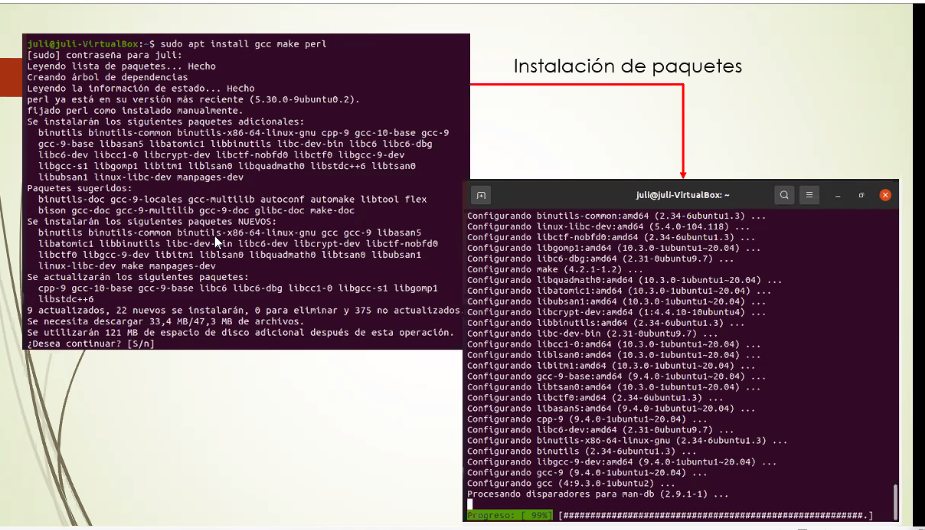 juli@juli-VirtualBox:~$ sudo apt install gcc make perl
[sudo] contraseña para juli:
Leyendo lista de paquetes... Hecho
Creando árbol de dependencias
Leyendo la información de estado... Hecho
perl ya está en su versión más reciente (5.30.0-9ubuntu0.2).
fijado perl como instalado manualmente.
Se instalarán los siguientes paquetes adicionales:
binutils binutils-common binutils-x86-64-linux-gnu cpp-9 gcc-10-base gcc-9
gcc-9-base libasan5 libatomic1 libbinutils libc-dev-bin libc6 libc6-dbg
libc6-dev libcc1-0 libcrypt-dev libctf-nobfd0 libctf0 libgcc-9-dev
libgcc-s1 libgomp1 libitm1 liblsan0 libquadmath0 libstdc++6 libtsan0
libubsan1 linux-libc-dev manpages-dev
Paquetes sugeridos:
binutils-doc gcc-9-locales gcc-multilib autoconf automake libtool flex
bison gcc-doc gcc-9-multilib gcc-9-doc glibc-doc make-doc
Se instalarán los siguientes paquetes NUEVOS:
binutils binutils-common binutils-x86-64-linux-gnu gcc gcc-9 libasan5
libatomic1 libbinutils libc-dev-bin libc6-dev libcrypt-dev libctf-nobfd0
libctf0 libgcc-9-dev libitm1 liblsan0 libquadmath0 libtsan0 libubsan1
linux-libc-dev make manpages-dev
Se actualizarán los siguientes paquetes:
cpp-9 gcc-10-base gcc-9-base libc6 libc6-dbg libcc1-0 libgcc-s1 libgomp1
libstdc++6
9 actualizados, 22 nuevos se instalarán, 0 para eliminar y 375 no actualizados.
Se necesita descargar 33,4 MB/47,3 MB de archivos.
Se utilizarán 121 MB de espacio de disco adicional después de esta operación.
¿Desea continuar? [S/n]
Instalación de paquetes
juli@juli-VirtualBox: ~
Configurando binutils-common:amd64 (2.34-6ubuntu1.3) ...
Configurando linux-libc-dev:amd64 (5.4.0-104.118) ...
Configurando libctf-nobfd0:amd64 (2.34-6ubuntu1.3) ...
Configurando libgomp1:amd64 (10.3.0-1ubuntu1~20.04) ...
Configurando libc6-dbg:amd64 (2.31-0ubuntu9.7) ...
Configurando make (4.2.1-1.2) ...
Configurando libquadmath0:amd64 (10.3.0-1ubuntu1~20.04) ...
Configurando libatomic1:amd64 (10.3.0-1ubuntu1~20.04) ...
Configurando libubsan1:amd64 (10.3.0-1ubuntu1~20.04) ...
Configurando libcrypt-dev:amd64 (1:4.4.10-10ubuntu4) ...
Configurando libbinutils:amd64 (2.34-6ubuntu1.3) ...
Configurando libc-dev-bin (2.31-0ubuntu9.7) ...
Configurando libcc1-0:amd64 (10.3.0-1ubuntu1~20.04) ...
Configurando liblsan0:amd64 (10.3.0-1ubuntu1~20.04) ...
Configurando libitm1:amd64 (10.3.0-1ubuntu1~20.04) ...
Configurando gcc-9-base:amd64 (9.4.0-1ubuntu1~20.04) ...
Configurando libtsan0:amd64 (10.3.0-1ubuntu1~20.04) ...
Configurando libctf0:amd64 (2.34-6ubuntu1.3) ...
Configurando libasan5:amd64 (9.4.0-1ubuntu1~20.04) ...
Configurando cpp-9 (9.4.0-1ubuntu1~20.04) ...
Configurando libc6-dev:amd64 (2.31-0ubuntu9.7) ...
Configurando binutils-x86-64-linux-gnu (2.34-6ubuntu1.3) ...
Configurando binutils (2.34-6ubuntu1.3) ...
Configurando libgcc-9-dev:amd64 (9.4.0-1ubuntu1~20.04) ...
Configurando gcc-9 (9.4.0-1ubuntu1~20.04) ...
Configurando gcc (4:9.3.0-1ubuntu2) ...
Procesando disparadores para man-db (2.9.1-1) ...
Progreso: [ 99%] [##########################################################.]